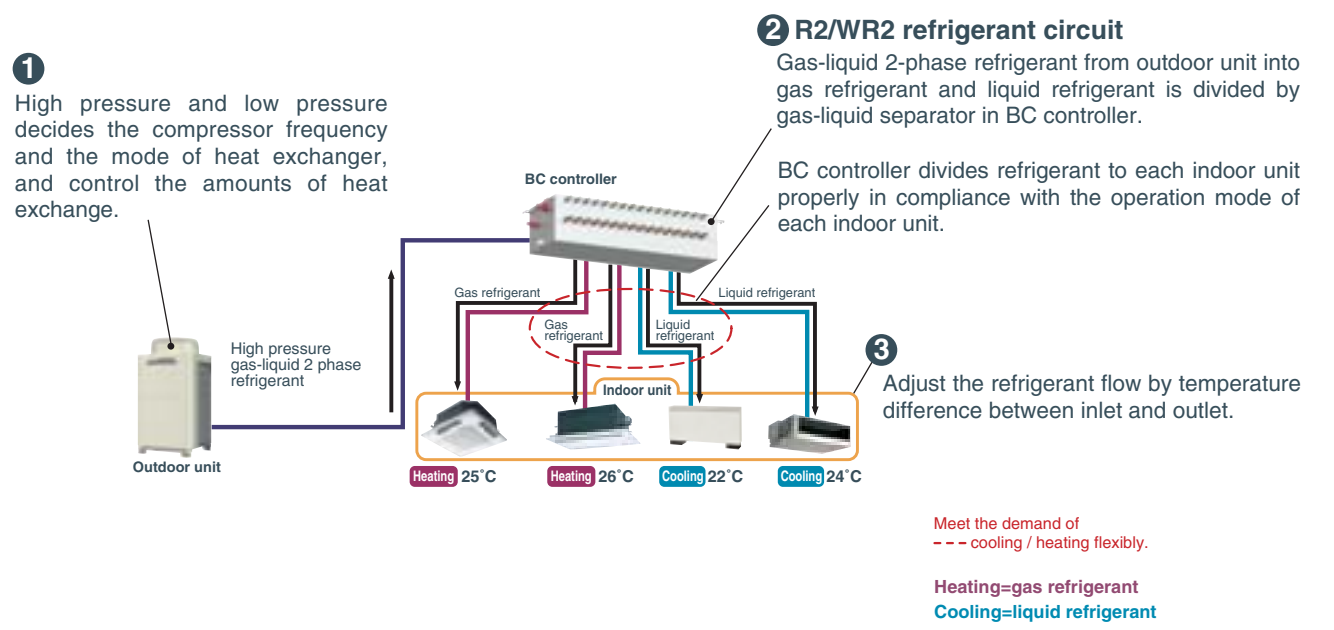 1
High pressure and low pressure
decides the compressor frequency
and the mode of heat exchanger,
and control the amounts of heat
exchange.
2 R2/WR2 refrigerant circuit
Gas-liquid 2-phase refrigerant from outdoor unit into
gas refrigerant and liquid refrigerant is divided by
gas-liquid separator in BC controller.
BC controller divides refrigerant to each indoor unit
properly in compliance with the operation mode of
each indoor unit.
BC controller
Gas refrigerant
Liquid refrigerant
Gas
refrigerant
Liquid
refrigerant
High pressure
gas-liquid 2 phase
refrigerant
3
Adjust the refrigerant flow by temperature
difference between inlet and outlet.
Indoor unit
Outdoor unit
Heating 25˚C
Heating 26˚C
Cooling 22˚C
Cooling 24˚C
Meet the demand of
cooling / heating flexibly.
Heating=gas refrigerant
Cooling=liquid refrigerant